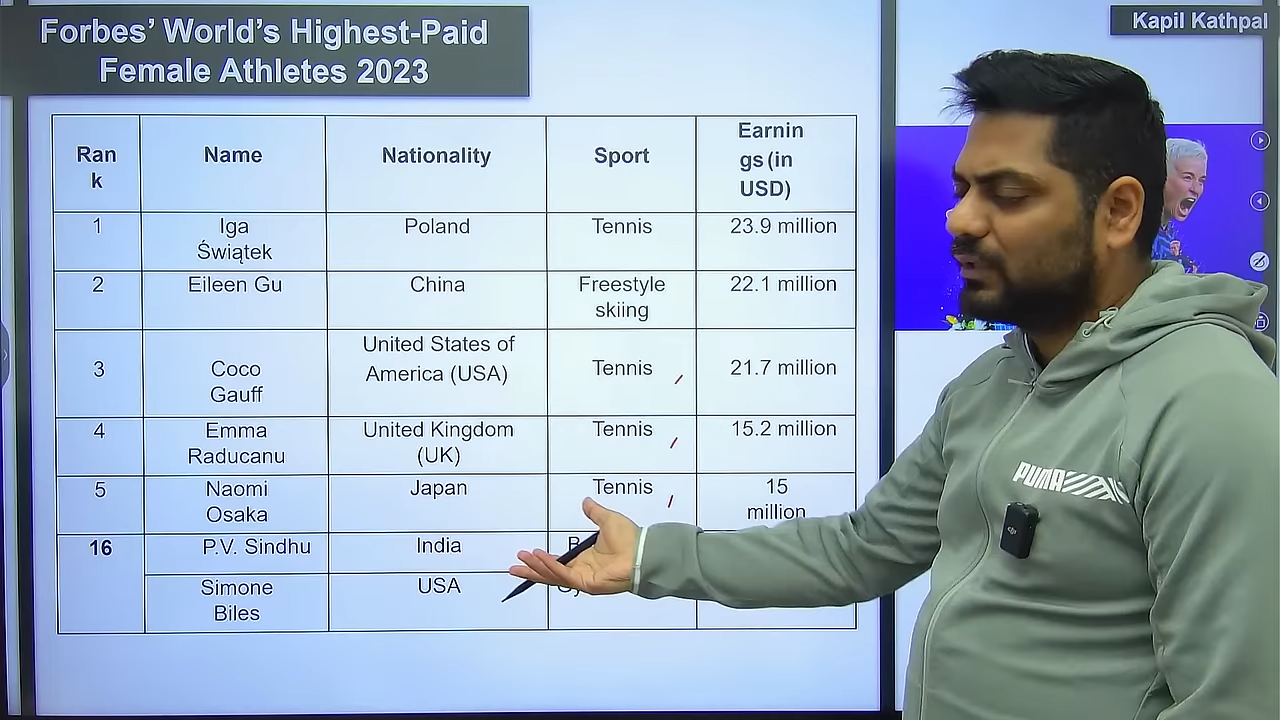 Forbes’ World’s Highest-Paid
Female Athletes 2023
Kapil Kathpal
Ran
k
Name
Nationality
Sport
Earnin
gs (in
USD)
1
Iga
Świątek
Poland
Tennis
23.9 million
2
Eileen Gu
China
Freestyle
skiing
22.1 million
3
Coco
Gauff
United States of
America (USA)
Tennis
21.7 million
4
Emma
Raducanu
United Kingdom
(UK)
Tennis
15.2 million
5
Naomi
Osaka
Japan
Tennis
15
million
16
P.V. Sindhu
India
Simone
Biles
USA
PUMA
dji